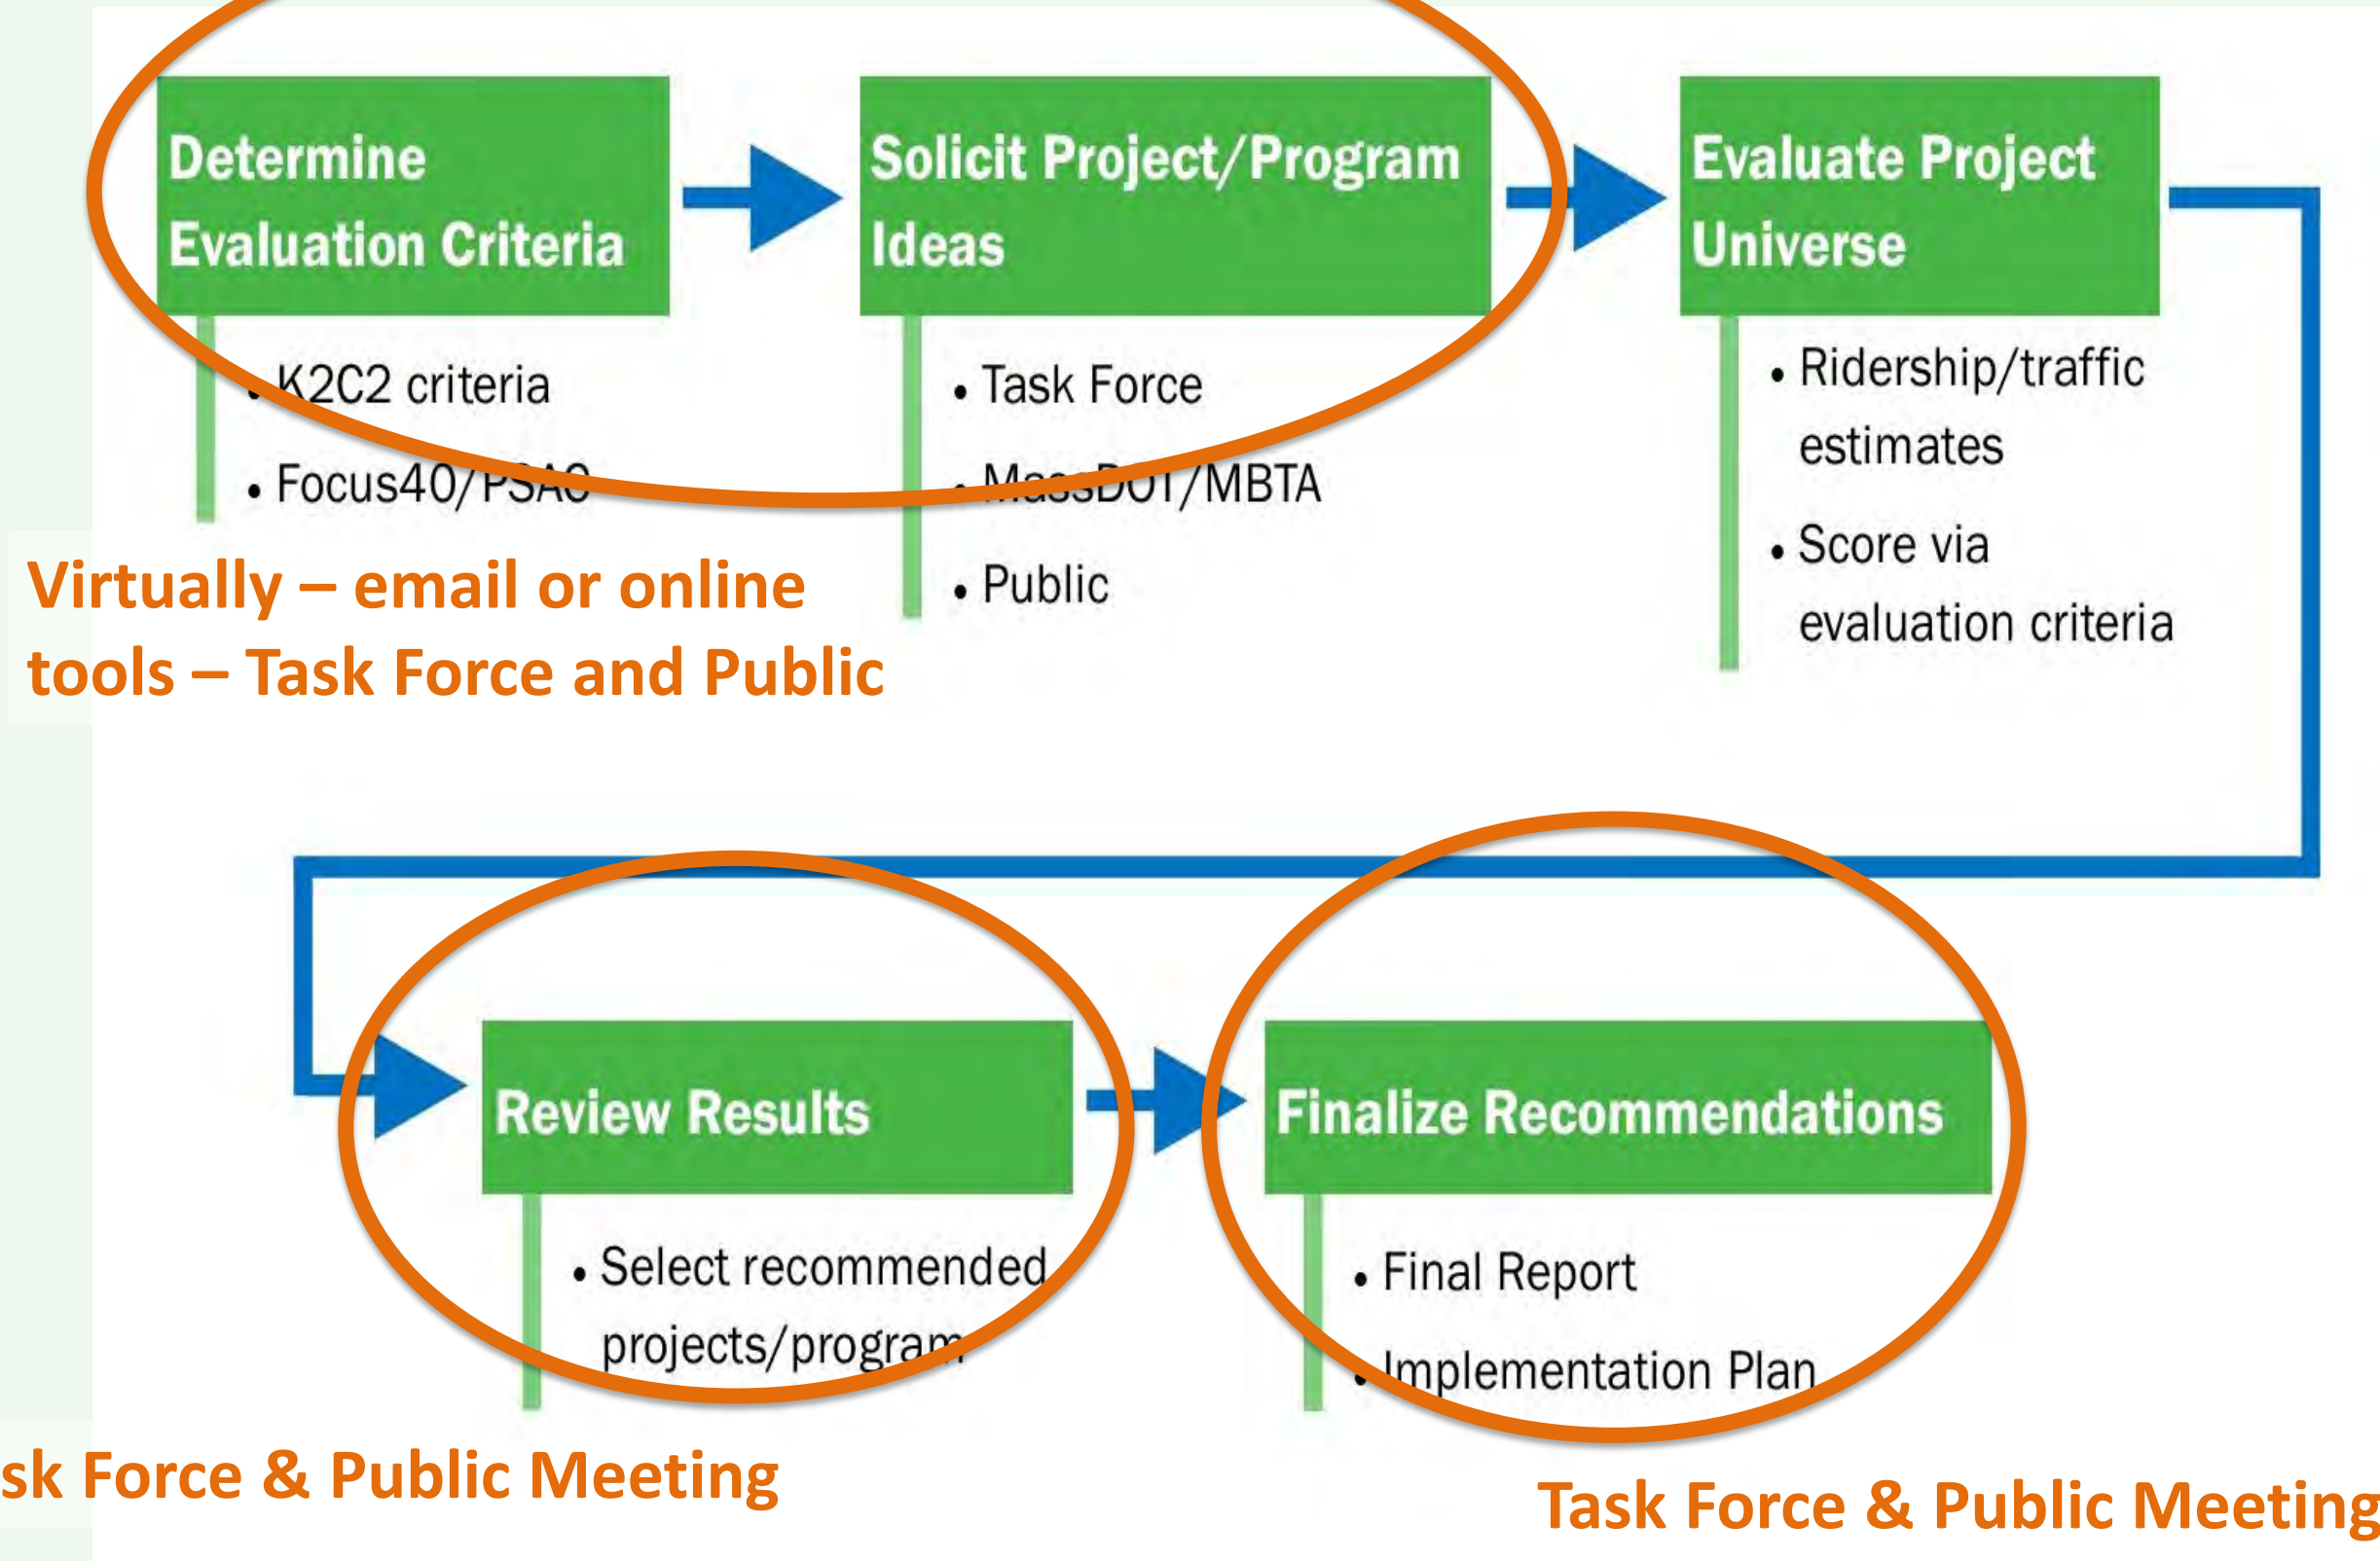 Determine
Evaluation Criteria
• K2C2 criteria
• Focus40/PSAC
Solicit Project/Program
Ideas
• Task Force
• MassDOT/MBTA
• Public
Evaluate Project
Universe
• Ridership/traffic
estimates
• Score via
evaluation criteria
Virtually – email or online
tools – Task Force and Public
Review Results
• Select recommended
projects/program
Finalize Recommendations
• Final Report
• Implementation Plan
sk Force & Public Meeting
Task Force & Public Meeting